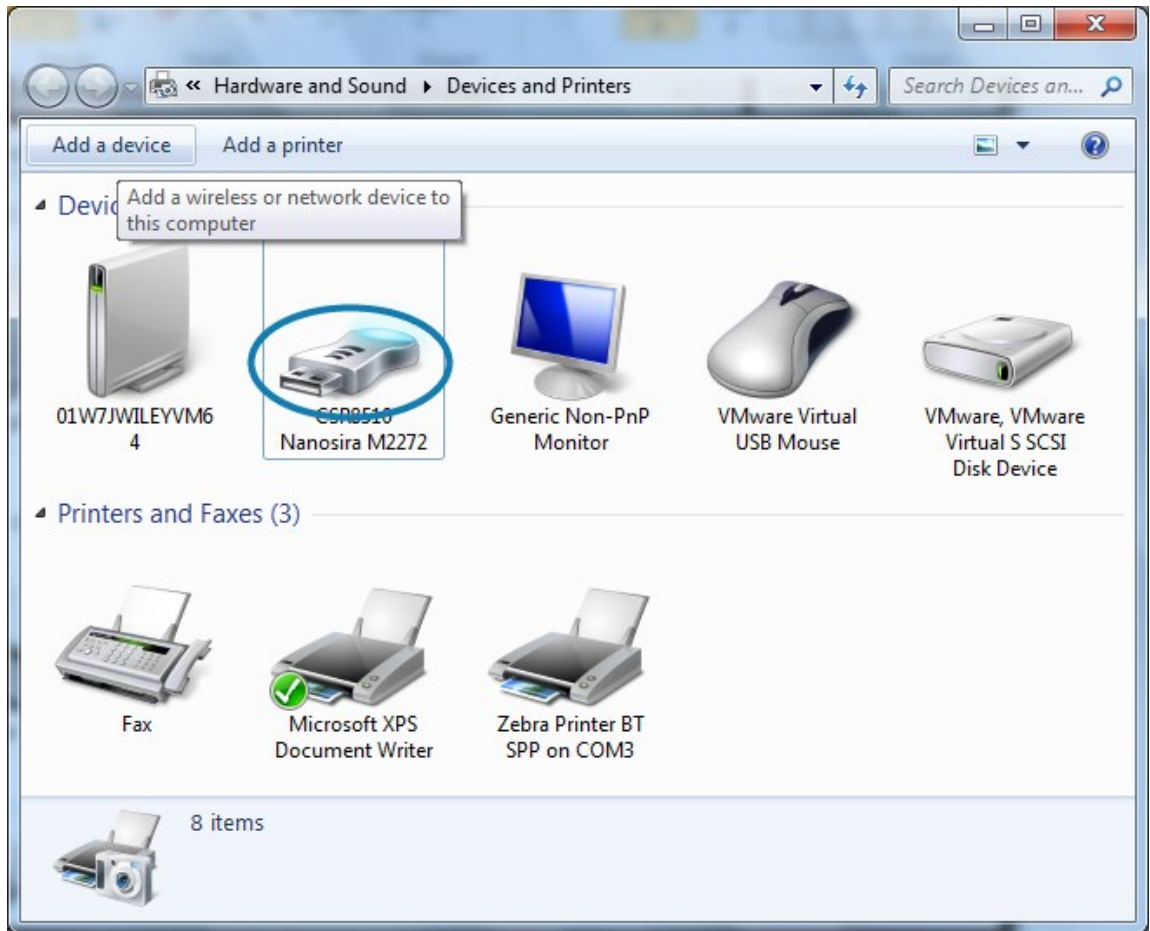 Hardware and Sound Devices and Printers
Search Devices an...
Add a device Add a printer
Add a wireless or network device to
this computer
Printers and Faxes (3)
01W7JWILEYVM6
4
CSR8510
Nanosira M2272
Generic Non-PnP
Monitor
VMware Virtual
USB Mouse
VMware, VMware
Virtual S SCSI
Disk Device
Fax
Microsoft XPS
Document Writer
Zebra Printer BT
SPP on COM3
8 items